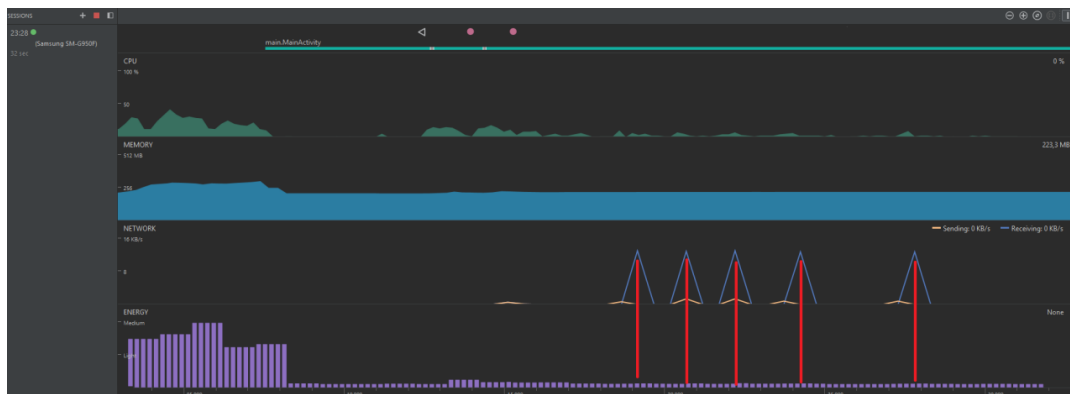 SESSIONS
23:28
(Samsung SM-G950F)
32 sec
main.MainActivity
CPU
0 %
100 %
50
MEMORY
223,3 MB
512 MB
256
NETWORK
Sending: 0 KB/s
Receiving: 0 KB/s
16 KB/s
8
ENERGY
None
Medium
Light